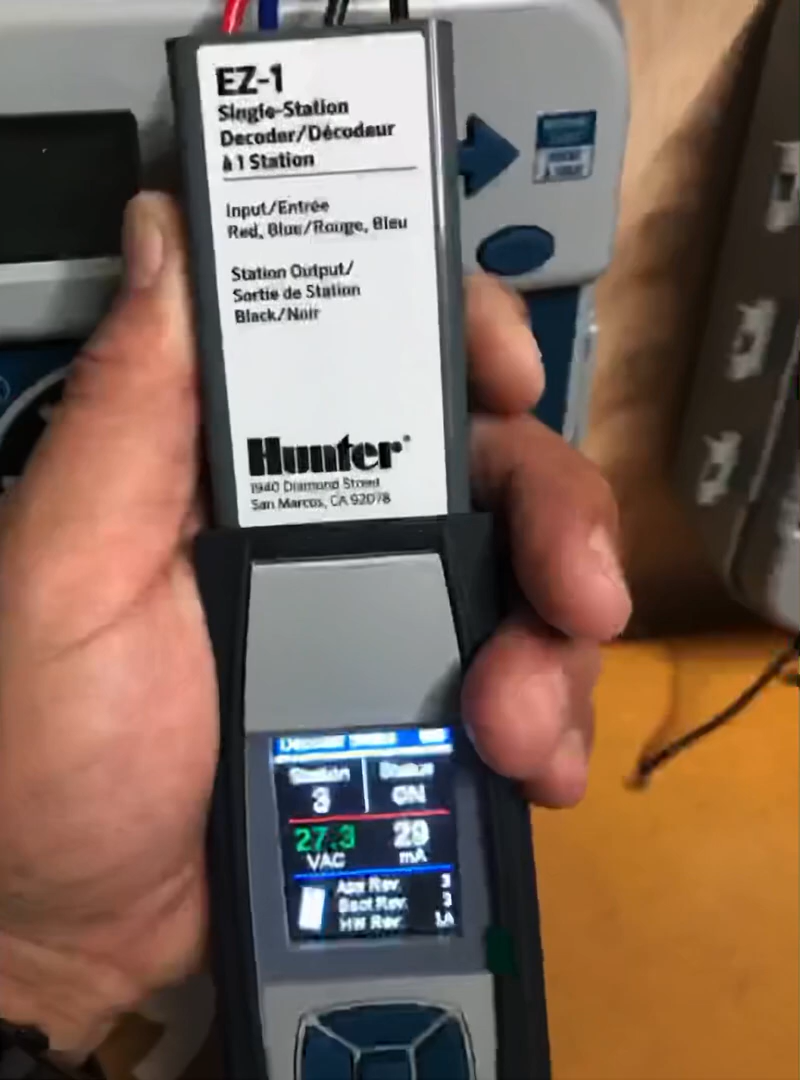 EZ-1
Single-Station
Decoder/Décodeur
à 1 Station
Input/Entrée
Red, Blue/Rouge, Bleu
Station Output/
Sortie de Station
Black/Noir
Hunter®
1940 Diamond Street
San Marcos, CA 92078
Decoder Status
Station Status
3 ON
27.3 29
VAC mA
App Rev. 3
Boot Rev. 3
HW Rev. 1A